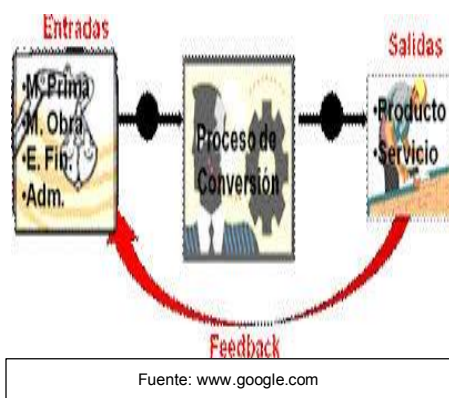 Entradas
•M. Prima
•M. Obra
•E. Fin.
•Adm.
Proceso de
Conversión
Salidas
•Producto
•Servicio
Feedback
Fuente: www.google.com